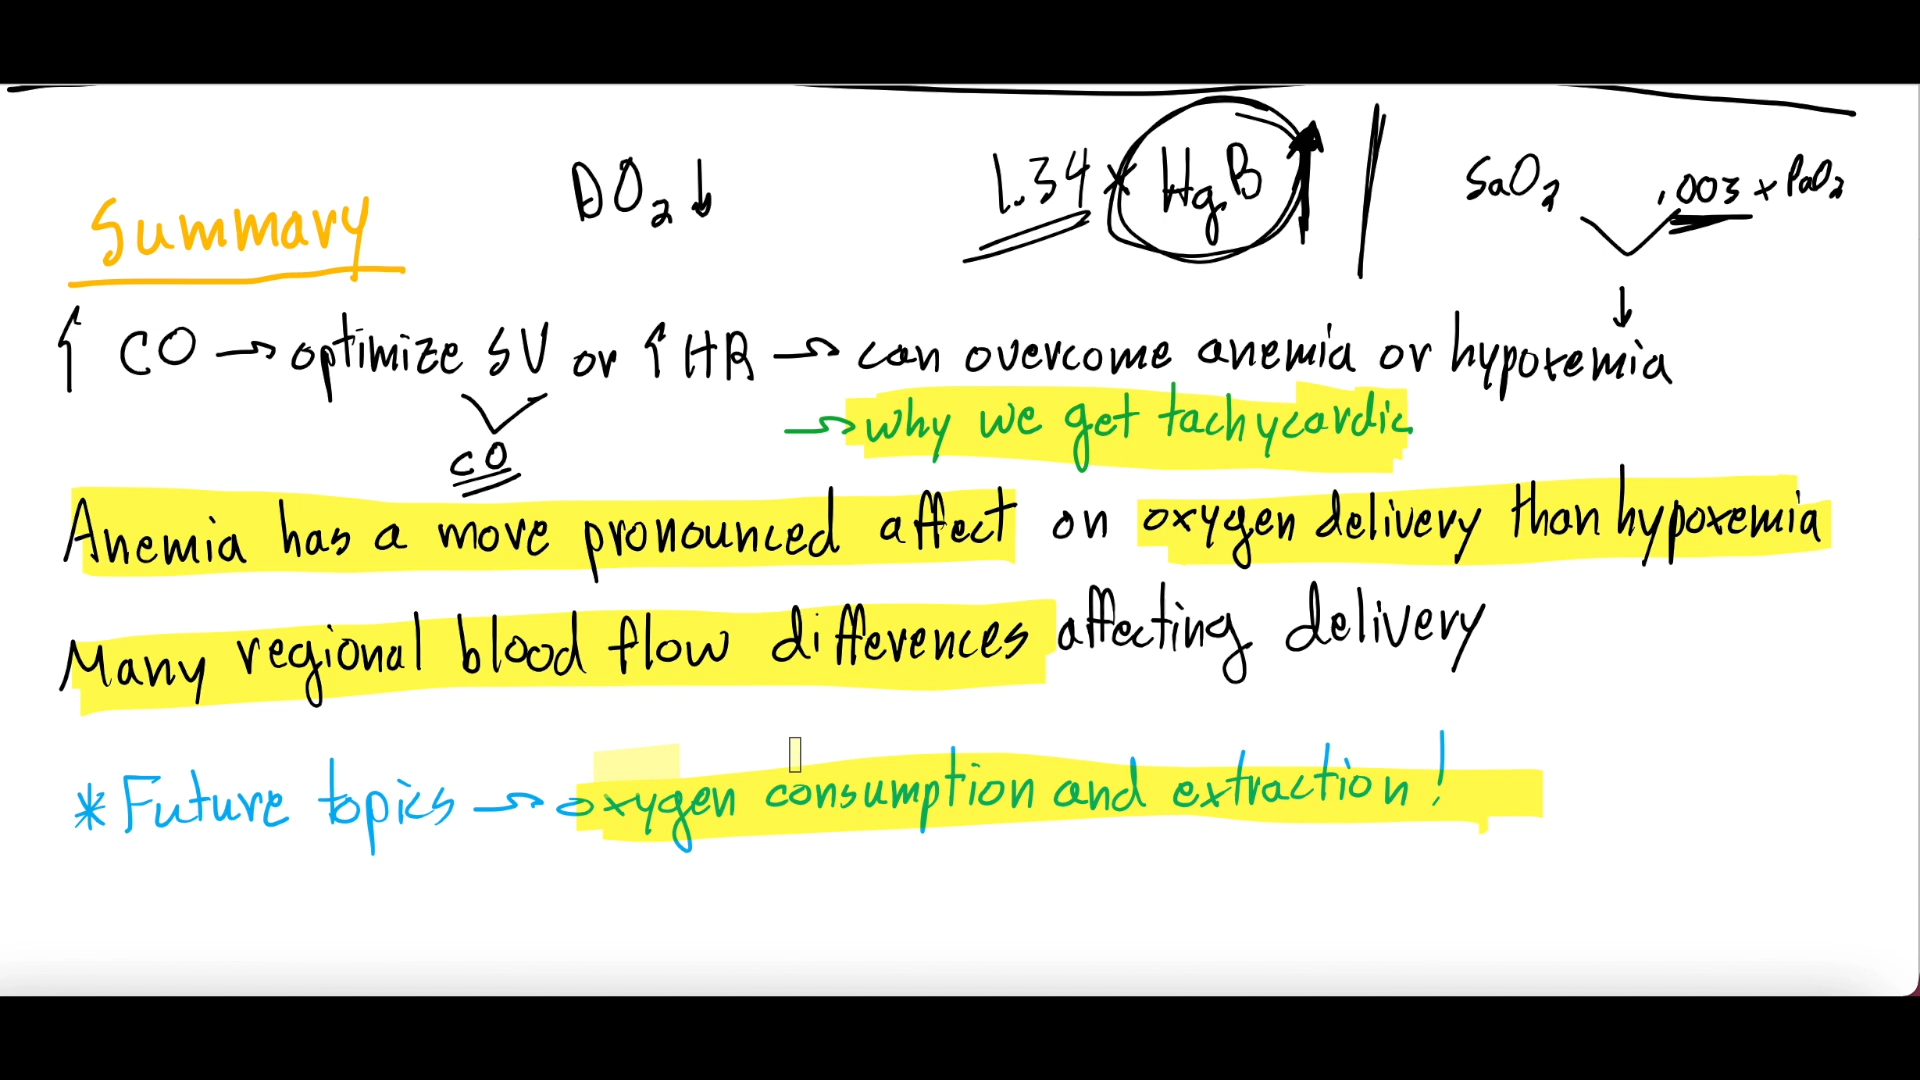 DO₂ ↓ 1.34 x HgB ↑ | SaO₂ .003 x PaO₂
Summary
↑ CO → optimize SV or ↑ HR → can overcome anemia or hypoxemia
→ why we get tachycardic
CO
Anemia has a more pronounced affect on oxygen delivery than hypoxemia
Many regional blood flow differences affecting delivery
* Future topics → oxygen consumption and extraction!